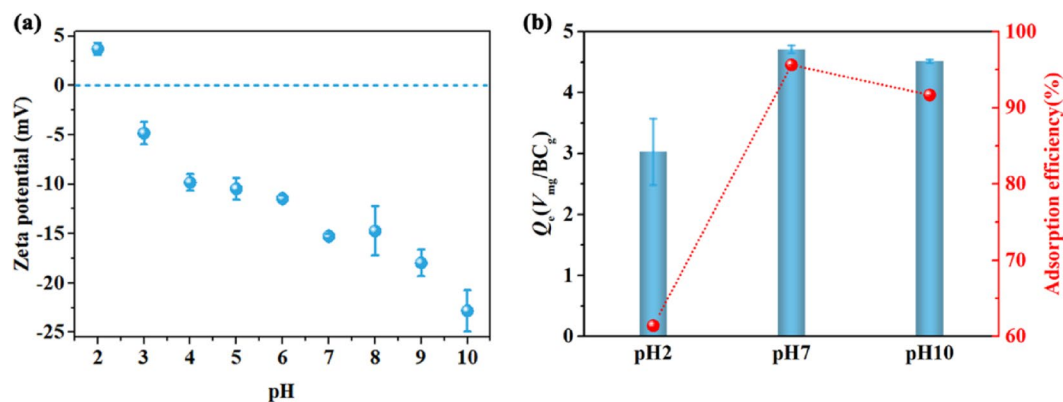 (a)
5
0
-5
-10
-15
-20
-25
Zeta potential (mV)
2 3 4 5 6 7 8 9 10
pH
(b)
5
4
3
2
1
0
Qe(Vmg/BCg)
pH2 pH7 pH10
100
90
80
70
60
Adsorption efficiency(%)